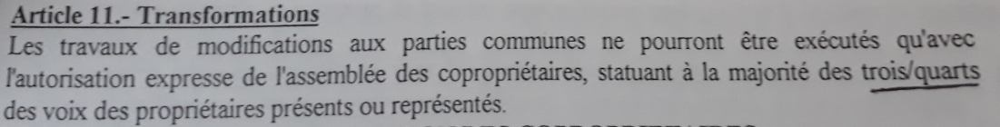 Article 11.- Transformations
Les travaux de modifications aux parties communes ne pourront être exécutés qu'avec
l'autorisation expresse de l'assemblée des copropriétaires, statuant à la majorité des trois/quarts
des voix des propriétaires présents ou représentés.